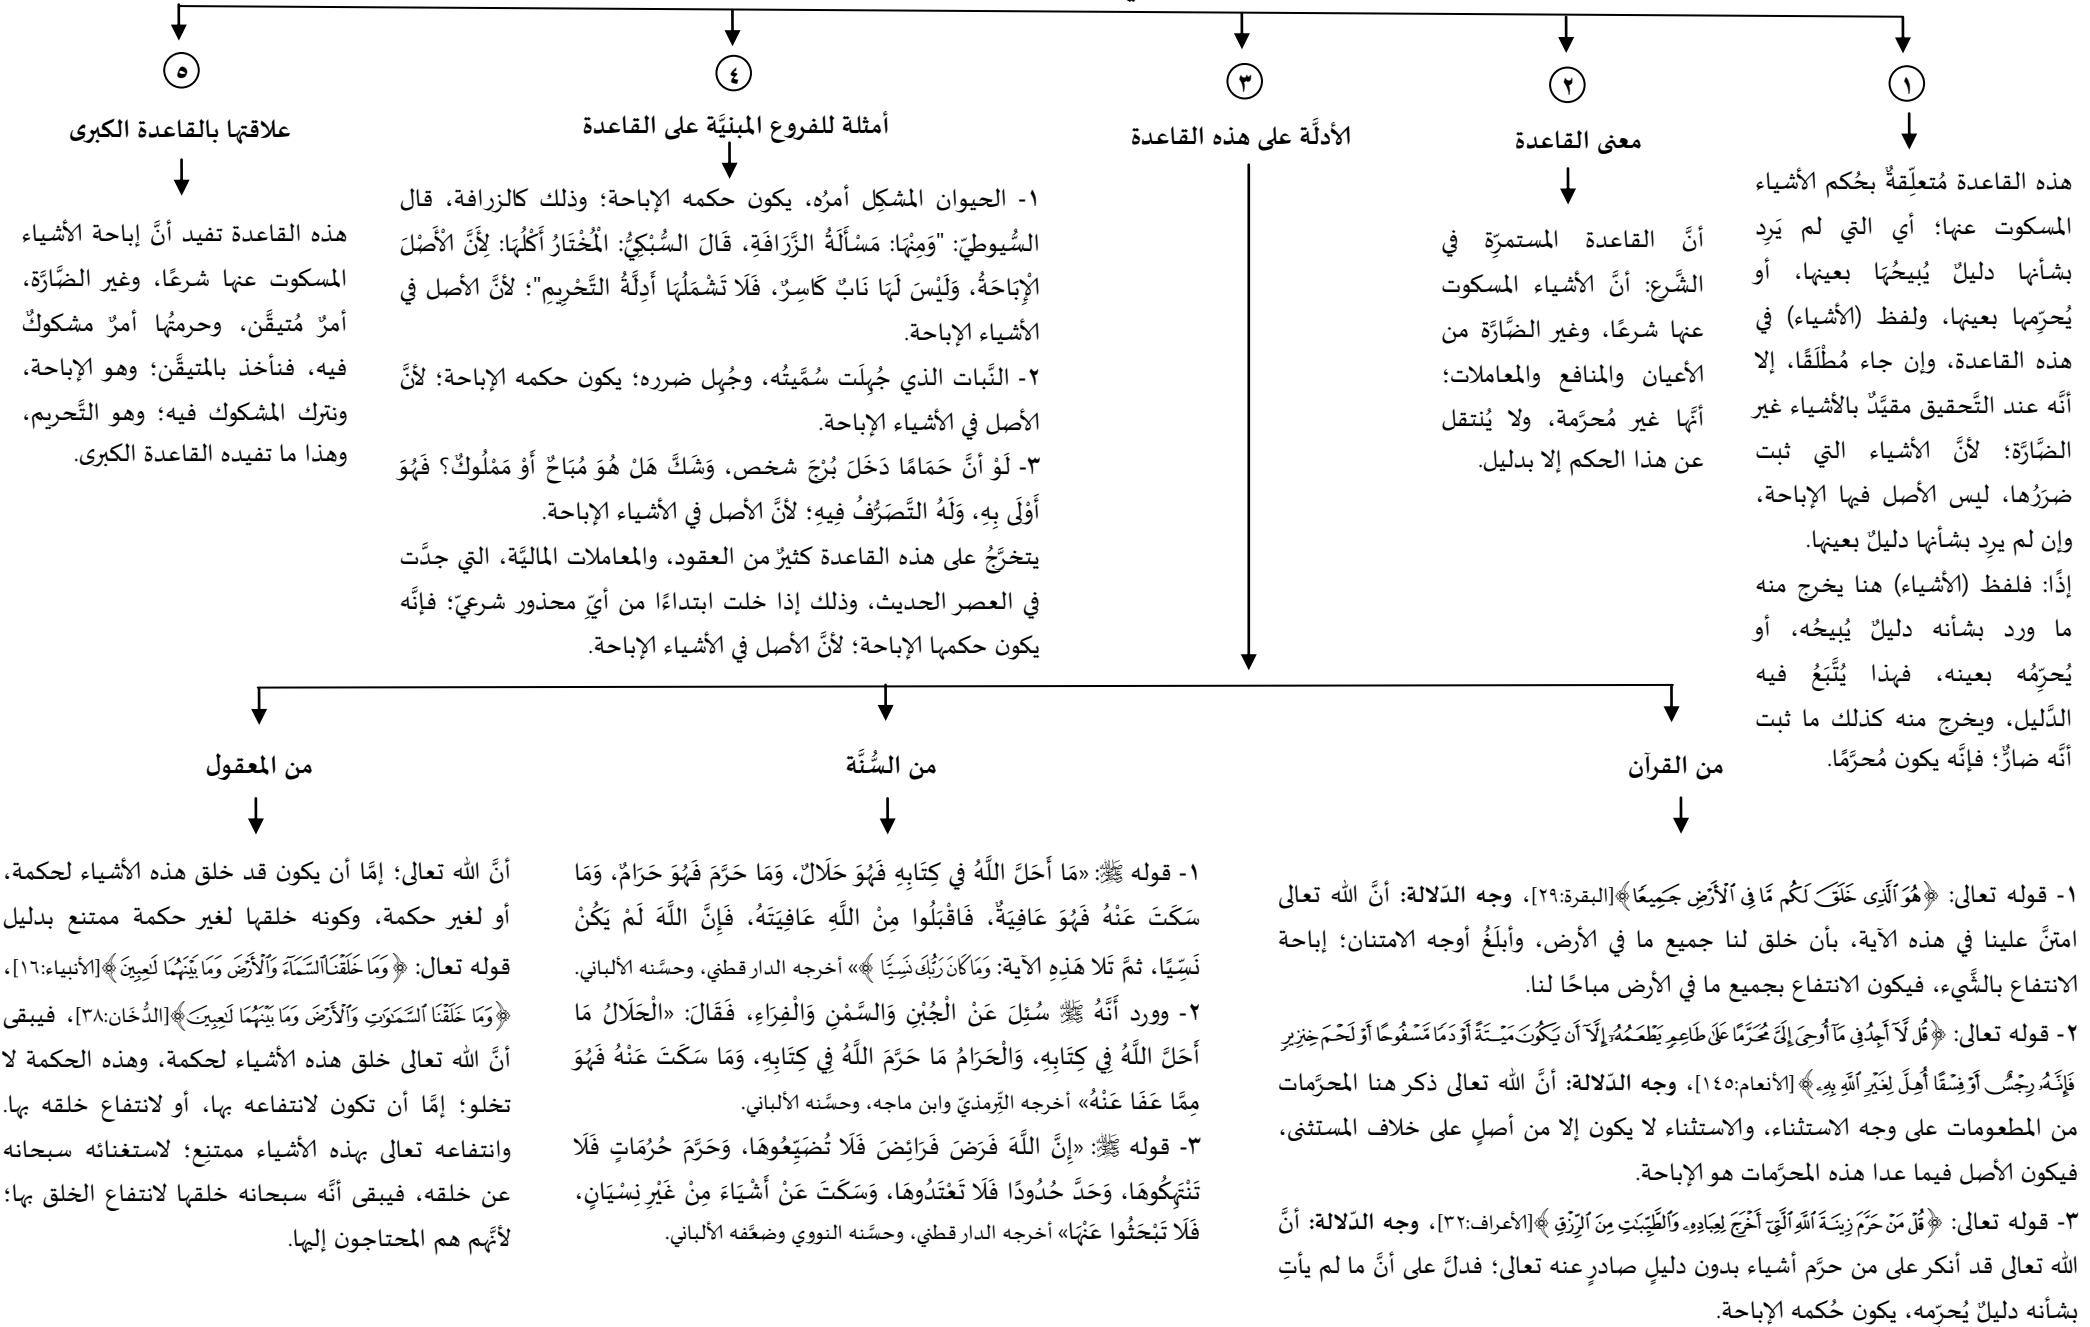 ١
هذه القاعدة مُتعلِّقةٌ بحُكم الأشياء
المسكوت عنها؛ أي التي لم يَرِد
بشأنها دليلٌ يُبيحُهَا بعينها، أو
يُحرِّمها بعينها، ولفظ (الأشياء) في
هذه القاعدة، وإن جاء مُطْلَقًا، إلا
أنَّه عند التَّحقيق مقيَّدٌ بالأشياء غير
الضَّارَّة؛ لأنَّ الأشياء التي ثبت
ضرَرُها، ليس الأصل فيها الإباحة،
وإن لم يرِد بشأنها دليلٌ بعينها.
إذًا: فلفظ (الأشياء) هنا يخرج منه
ما ورد بشأنه دليلٌ يُبيحُه، أو
يُحرِّمُه بعينه، فهذا يُتَّبَعُ فيه
الدَّليل، ويخرج منه كذلك ما ثبت
أنَّه ضارٌّ؛ فإنَّه يكون مُحرَّمًا.
٢
معنى القاعدة
أنَّ القاعدة المستمرِّة في
الشَّرع: أنَّ الأشياء المسكوت
عنها شرعًا، وغير الضَّارَّة من
الأعيان والمنافع والمعاملات؛
أنَّها غير مُحرَّمة، ولا يُنتقل
عن هذا الحكم إلا بدليل.
٣
الأدلَّة على هذه القاعدة
٤
أمثلة للفروع المبنيَّة على القاعدة
١- الحيوان المشكِل أمرُه، يكون حكمه الإباحة؛ وذلك كالزرافة، قال
السُّيوطيّ: "وَمِنْهَا: مَسْأَلَةُ الزَّرَافَةِ، قَالَ السُّبْكِيُّ: الْمُخْتَارُ أَكْلُهَا: لِأَنَّ الْأَصْلَ
الْإِبَاحَةُ، وَلَيْسَ لَهَا نَابٌ كَاسِرٌ، فَلَا تَشْمَلُهَا أَدِلَّةُ التَّحْرِيمِ"؛ لأنَّ الأصل في
الأشياء الإباحة.
٢- النَّبات الذي جُهِلَت سُمَّيتُه، وجُهِل ضرره؛ يكون حكمه الإباحة؛ لأنَّ
الأصل في الأشياء الإباحة.
٣- لَوْ أنَّ حَمَامًا دَخَلَ بُرْجَ شخص، وَشَكَّ هَلْ هُوَ مُبَاحٌ أَوْ مَمْلُوكٌ؟ فَهُوَ
أَوْلَى بِهِ، وَلَهُ التَّصَرُّفُ فِيهِ؛ لأنَّ الأصل في الأشياء الإباحة.
يتخرَّجُ على هذه القاعدة كثيرٌ من العقود، والمعاملات الماليَّة، التي جدَّت
في العصر الحديث، وذلك إذا خلت ابتداءًا من أيِّ محذور شرعيّ؛ فإنَّه
يكون حكمها الإباحة؛ لأنَّ الأصل في الأشياء الإباحة.
٥
علاقتها بالقاعدة الكبرى
هذه القاعدة تفيد أنَّ إباحة الأشياء
المسكوت عنها شرعًا، وغير الضَّارَّة،
أمرٌ مُتيقَّن، وحرمتُها أمرٌ مشكوكٌ
فيه، فنأخذ بالمتيقَّن؛ وهو الإباحة،
ونترك المشكوك فيه؛ وهو التَّحريم،
وهذا ما تفيده القاعدة الكبرى.
من القرآن
١- قوله تعالى: ﴿هُوَ ٱلَّذِى خَلَقَ لَكُم مَّا فِى ٱلْأَرْضِ جَمِيعًا﴾[البقرة:٢٩]، وجه الدّلالة: أنَّ الله تعالى
امتنَّ علينا في هذه الآية، بأن خلق لنا جميع ما في الأرض، وأبلَغُ أوجه الامتنان؛ إباحة
الانتفاع بالشَّيء، فيكون الانتفاع بجميع ما في الأرض مباحًا لنا.
٢- قوله تعالى: ﴿قُل لَّآ أَجِدُ فِى مَآ أُوحِىَ إِلَىَّ مُحَرَّمًا عَلَىٰ طَاعِمٍ يَطْعَمُهُۥٓ إِلَّآ أَن يَكُونَ مَيْتَةً أَوْ دَمًا مَّسْفُوحًا أَوْ لَحْمَ خِنزِيرٍ
فَإِنَّهُۥ رِجْسٌ أَوْ فِسْقًا أُهِلَّ لِغَيْرِ ٱللَّهِ بِهِۦ﴾ [الأنعام:١٤٥]، وجه الدّلالة: أنَّ الله تعالى ذكر هنا المحرَّمات
من المطعومات على وجه الاستثناء، والاستثناء لا يكون إلا من أصلٍ على خلاف المستثنى،
فيكون الأصل فيما عدا هذه المحرَّمات هو الإباحة.
٣- قوله تعالى: ﴿قُلْ مَنْ حَرَّمَ زِينَةَ ٱللَّهِ ٱلَّتِىٓ أَخْرَجَ لِعِبَادِهِۦ وَٱلطَّيِّبَٰتِ مِنَ ٱلرِّزْقِ﴾[الأعراف:٣٢]، وجه الدّلالة: أنَّ
الله تعالى قد أنكر على من حرَّم أشياء بدون دليلٍ صادرٍ عنه تعالى؛ فدلَّ على أنَّ ما لم يأتِ
بشأنه دليلٌ يُحرّمه، يكون حُكمه الإباحة.
من السُّنَّة
١- قوله ﷺ: «مَا أَحَلَّ اللَّهُ في كِتَابِهِ فَهُوَ حَلَالٌ، وَمَا حَرَّمَ فَهُوَ حَرَامٌ، وَمَا
سَكَتَ عَنْهُ فَهُوَ عَافِيَةٌ، فَاقْبَلُوا مِنْ اللَّهِ عَافِيَتَهُ، فَإِنَّ اللَّهَ لَمْ يَكُنْ
نَسِيًّا، ثمَّ تَلا هَذِهِ الآية: وَمَا كَانَ رَبُّكَ نَسِيًّا ﴾» أخرجه الدارقطني، وحسَّنه الألباني.
٢- وورد أَنَّهُ ﷺ سُئِلَ عَنْ الْجُبْنِ وَالسَّمْنِ وَالْفِرَاءِ، فَقَالَ: «الْحَلَالُ مَا
أَحَلَّ اللَّهُ فِي كِتَابِهِ، وَالْحَرَامُ مَا حَرَّمَ اللَّهُ فِي كِتَابِهِ، وَمَا سَكَتَ عَنْهُ فَهُوَ
مِمَّا عَفَا عَنْهُ» أخرجه التِّرمذيّ وابن ماجه، وحسَّنه الألباني.
٣- قوله ﷺ: «إِنَّ اللَّهَ فَرَضَ فَرَائِضَ فَلَا تُضَيِّعُوهَا، وَحَرَّمَ حُرُمَاتٍ فَلَا
تَنْتَهِكُوهَا، وَحَدَّ حُدُودًا فَلَا تَعْتَدُوهَا، وَسَكَتَ عَنْ أَشْيَاءَ مِنْ غَيْرِ نِسْيَانٍ،
فَلَا تَبْحَثُوا عَنْهَا» أخرجه الدارقطني، وحسَّنه النووي وضعَّفه الألباني.
من المعقول
أنَّ الله تعالى؛ إمَّا أن يكون قد خلق هذه الأشياء لحكمة،
أو لغير حكمة، وكونه خلقها لغير حكمة ممتنع بدليل
قوله تعال: ﴿وَمَا خَلَقْنَا ٱلسَّمَآءَ وَٱلْأَرْضَ وَمَا بَيْنَهُمَا لَٰعِبِينَ﴾[الأنبياء:١٦]،
﴿وَمَا خَلَقْنَا ٱلسَّمَٰوَٰتِ وَٱلْأَرْضَ وَمَا بَيْنَهُمَا لَٰعِبِينَ﴾[الدُّخَان:٣٨]، فيبقى
أنَّ الله تعالى خلق هذه الأشياء لحكمة، وهذه الحكمة لا
تخلو؛ إمَّا أن تكون لانتفاعه بها، أو لانتفاع خلقه بها.
وانتفاعه تعالى بهذه الأشياء ممتنِع؛ لاستغنائه سبحانه
عن خلقه، فيبقى أنَّه سبحانه خلقها لانتفاع الخلق بها؛
لأنَّهم هم المحتاجون إليها.